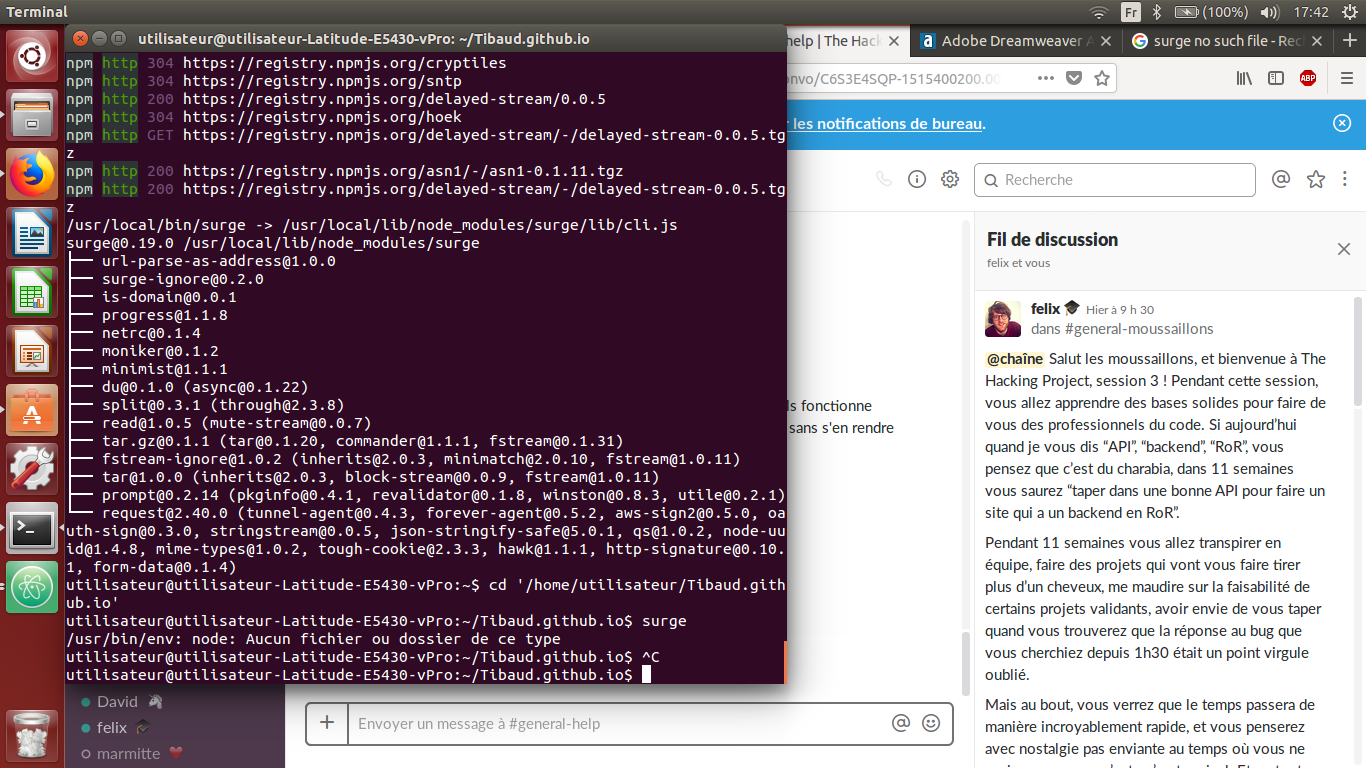 Terminal
Fr
(100%)
17:42
utilisateur@utilisateur-Latitude-E5430-vPro: ~/Tibaud.github.io
npm http 304 https://registry.npmjs.org/cryptiles
npm http 304 https://registry.npmjs.org/sntp
npm http 200 https://registry.npmjs.org/delayed-stream/0.0.5
npm http 304 https://registry.npmjs.org/hoek
npm http GET https://registry.npmjs.org/delayed-stream/-/delayed-stream-0.0.5.tg
z
npm http 200 https://registry.npmjs.org/asn1/-/asn1-0.1.11.tgz
npm http 200 https://registry.npmjs.org/delayed-stream/-/delayed-stream-0.0.5.tg
z
/usr/local/bin/surge -> /usr/local/lib/node_modules/surge/lib/cli.js
surge@0.19.0 /usr/local/lib/node_modules/surge
├── url-parse-as-address@1.0.0
├── surge-ignore@0.2.0
├── is-domain@0.0.1
├── progress@1.1.8
├── netrc@0.1.4
├── moniker@0.1.2
├── minimist@1.1.1
├── du@0.1.0 (async@0.1.22)
├── split@0.3.1 (through@2.3.8)
├── read@1.0.5 (mute-stream@0.0.7)
├── tar.gz@0.1.1 (tar@0.1.20, commander@1.1.1, fstream@0.1.31)
├── fstream-ignore@1.0.2 (inherits@2.0.3, minimatch@2.0.10, fstream@1.0.11)
├── tar@1.0.0 (inherits@2.0.3, block-stream@0.0.9, fstream@1.0.11)
├── prompt@0.2.14 (pkginfo@0.4.1, revalidator@0.1.8, winston@0.8.3, utile@0.2.1)
└── request@2.40.0 (tunnel-agent@0.4.3, forever-agent@0.5.2, aws-sign2@0.5.0, oa
uth-sign@0.3.0, stringstream@0.0.5, json-stringify-safe@5.0.1, qs@1.0.2, node-uu
id@1.4.8, mime-types@1.0.2, tough-cookie@2.3.3, hawk@1.1.1, http-signature@0.10.
1, form-data@0.1.4)
utilisateur@utilisateur-Latitude-E5430-vPro:~$ cd '/home/utilisateur/Tibaud.gith
ub.io'
utilisateur@utilisateur-Latitude-E5430-vPro:~/Tibaud.github.io$ surge
/usr/bin/env: node: Aucun fichier ou dossier de ce type
utilisateur@utilisateur-Latitude-E5430-vPro:~/Tibaud.github.io$ ^C
utilisateur@utilisateur-Latitude-E5430-vPro:~/Tibaud.github.io$
help | The Hac
Adobe Dreamweaver
surge no such file - Rec
onvo/C6S3E4SQP-1515400200.00
ABP
les notifications de bureau.
Recherche
fonctionne
sans s'en rendre
David
felix
marmitte
Envoyer un message à #general-help
Fil de discussion
felix et vous
felix Hier à 9 h 30
dans #general-moussaillons
@chaîne Salut les moussaillons, et bienvenue à The
Hacking Project, session 3 ! Pendant cette session,
vous allez apprendre des bases solides pour faire de
vous des professionnels du code. Si aujourd'hui
quand je vous dis “API”, “backend”, “RoR”, vous
pensez que c'est du charabia, dans 11 semaines
vous saurez “taper dans une bonne API pour faire un
site qui a un backend en RoR”.
Pendant 11 semaines vous allez transpirer en
équipe, faire des projets qui vont vous faire tirer
plus d'un cheveux, me maudire sur la faisabilité de
certains projets validants, avoir envie de vous taper
quand vous trouverez que la réponse au bug que
vous cherchiez depuis 1h30 était un point virgule
oublié.
Mais au bout, vous verrez que le temps passera de
manière incroyablement rapide, et vous penserez
avec nostalgie pas enviante au temps où vous ne